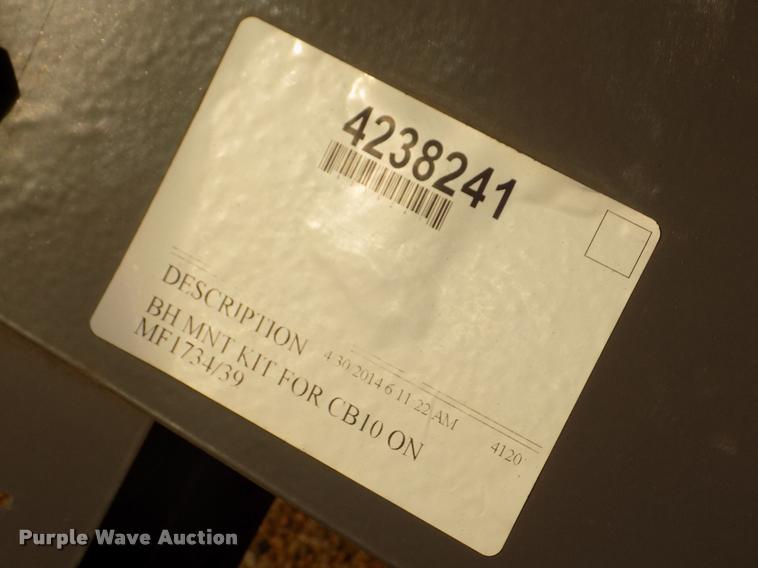 4238241
DESCRIPTION 4 30 2014 6 11 22 AM 4120
BH MNT KIT FOR CB10 ON
MF1734/39
Purple Wave Auction